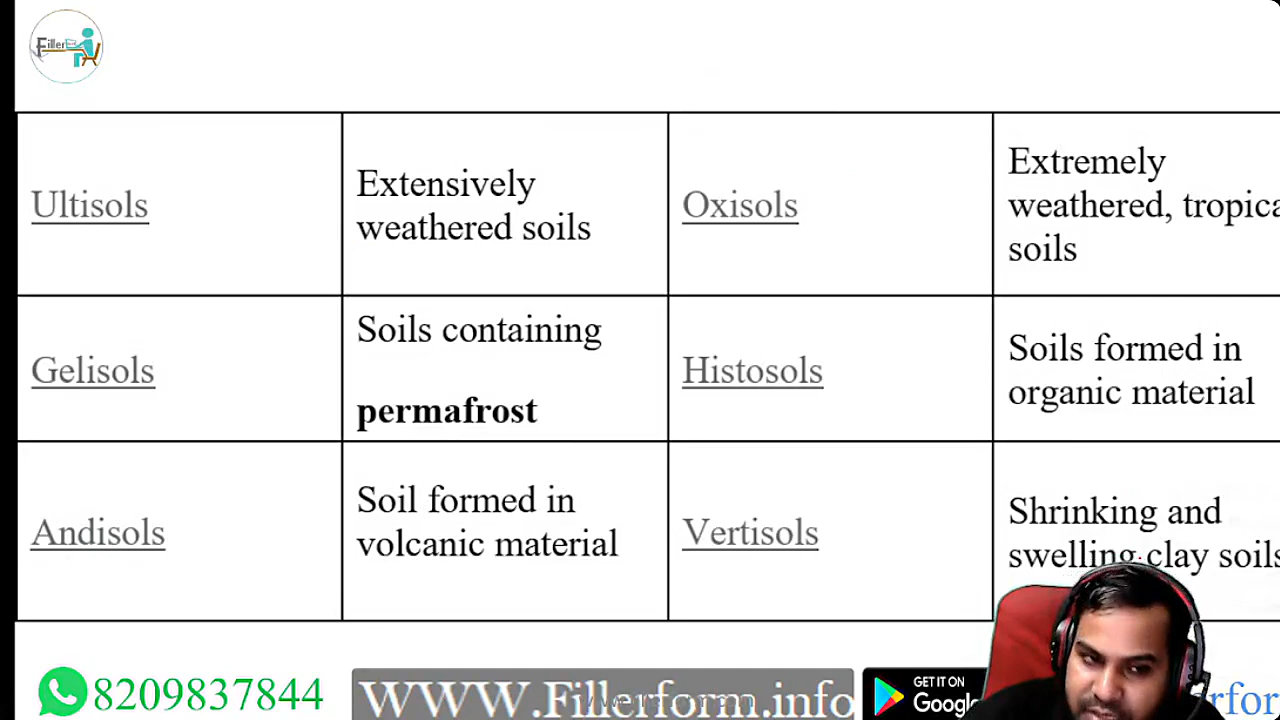 Filler
Ultisols
Extensively
weathered soils
Oxisols
Extremely
weathered, tropica
soils
Gelisols
Soils containing
permafrost
Histosols
Soils formed in
organic material
Andisols
Soil formed in
volcanic material
Vertisols
Shrinking and
swelling clay soils
8209837844
WWW.Fillerform.info
GET IT ON
Google
erfor